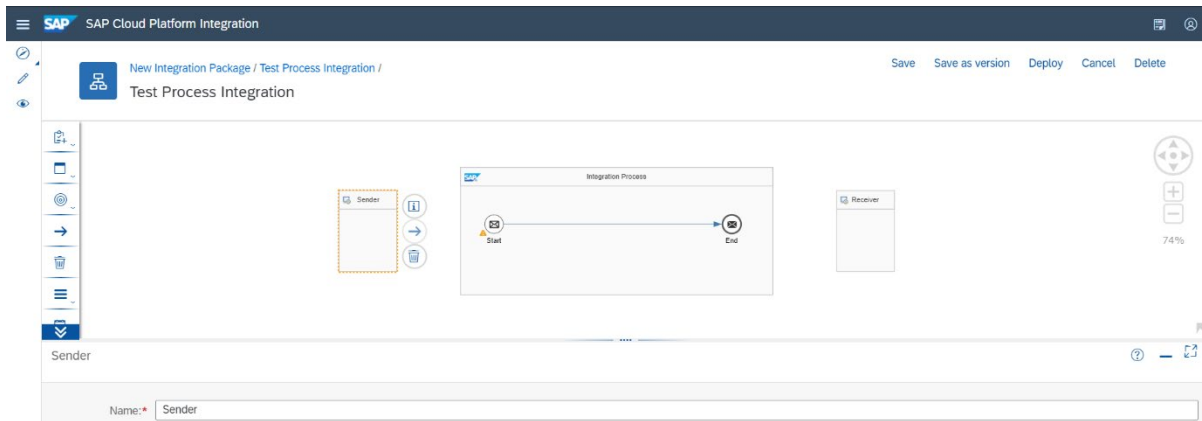 SAP SAP Cloud Platform Integration
New Integration Package / Test Process Integration /
Test Process Integration
Save Save as version Deploy Cancel Delete
SAP Integration Process
Sender
Receiver
Start
End
74%
Sender
Name:* Sender